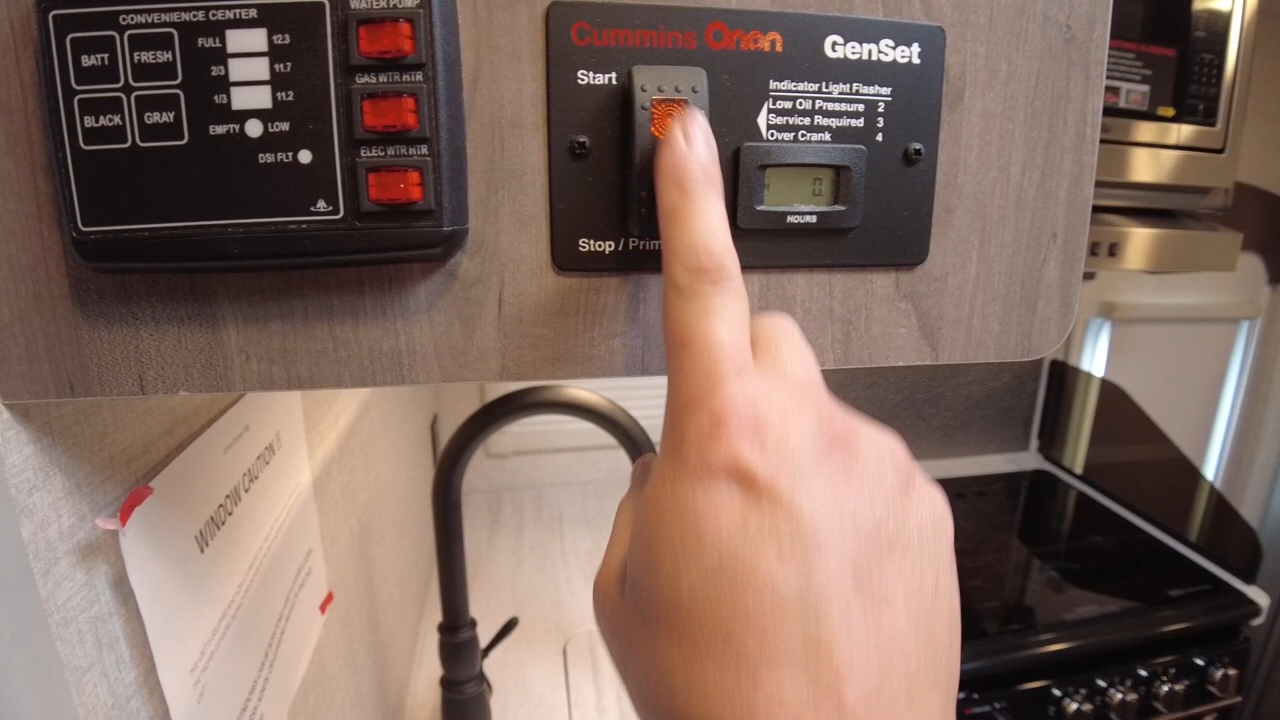 CONVENIENCE CENTER
BATT
FRESH
BLACK
GRAY
FULL 12.3
2/3 11.7
1/3 11.2
EMPTY LOW
DSI FLT
WATER PUMP
GAS WTR HTR
ELEC WTR HTR
Cummins Onan
GenSet
Start
Stop / Prim
Indicator Light Flasher
Low Oil Pressure 2
Service Required 3
Over Crank 4
0
HOURS
WINDOW CAUTION !!